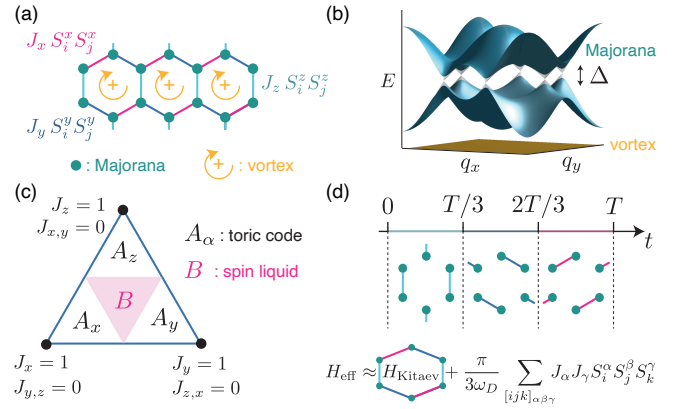 (a)
J_x S_i^x S_j^x
J_z S_i^z S_j^z
J_y S_i^y S_j^y
+ + +
: Majorana
+ : vortex
(b)
Majorana
E
Δ
vortex
q_x
q_y
(c)
J_z = 1
J_{x,y} = 0
A_z
A_α : toric code
B : spin liquid
B
A_x
A_y
J_x = 1
J_{y,z} = 0
J_y = 1
J_{z,x} = 0
(d)
0 T/3 2T/3 T
t
H_eff ≈ H_Kitaev + \frac{π}{3ω_D} \sum_{[ijk]_{αβγ}} J_α J_γ S_i^α S_j^β S_k^γ